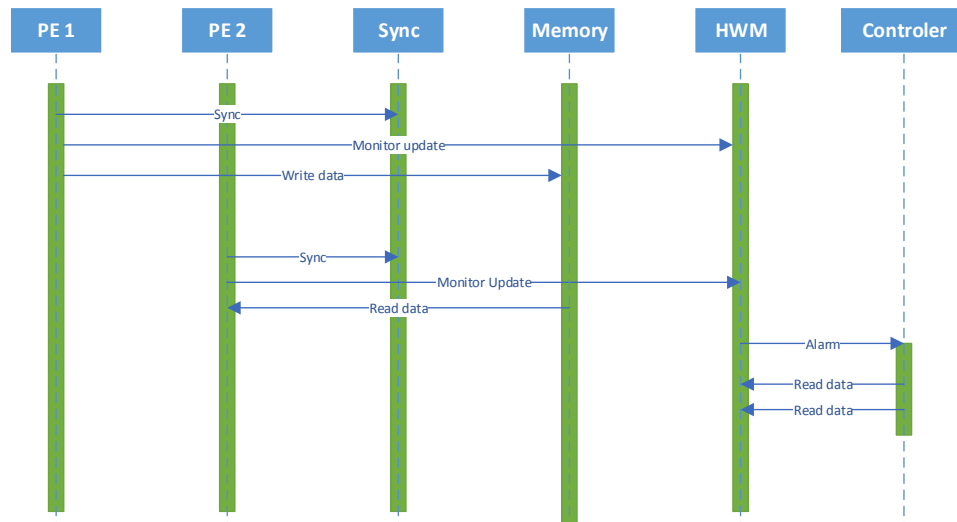 PE 1
PE 2
Sync
Memory
HWM
Controler
Sync
Monitor update
Write data
Sync
Monitor Update
Read data
Alarm
Read data
Read data